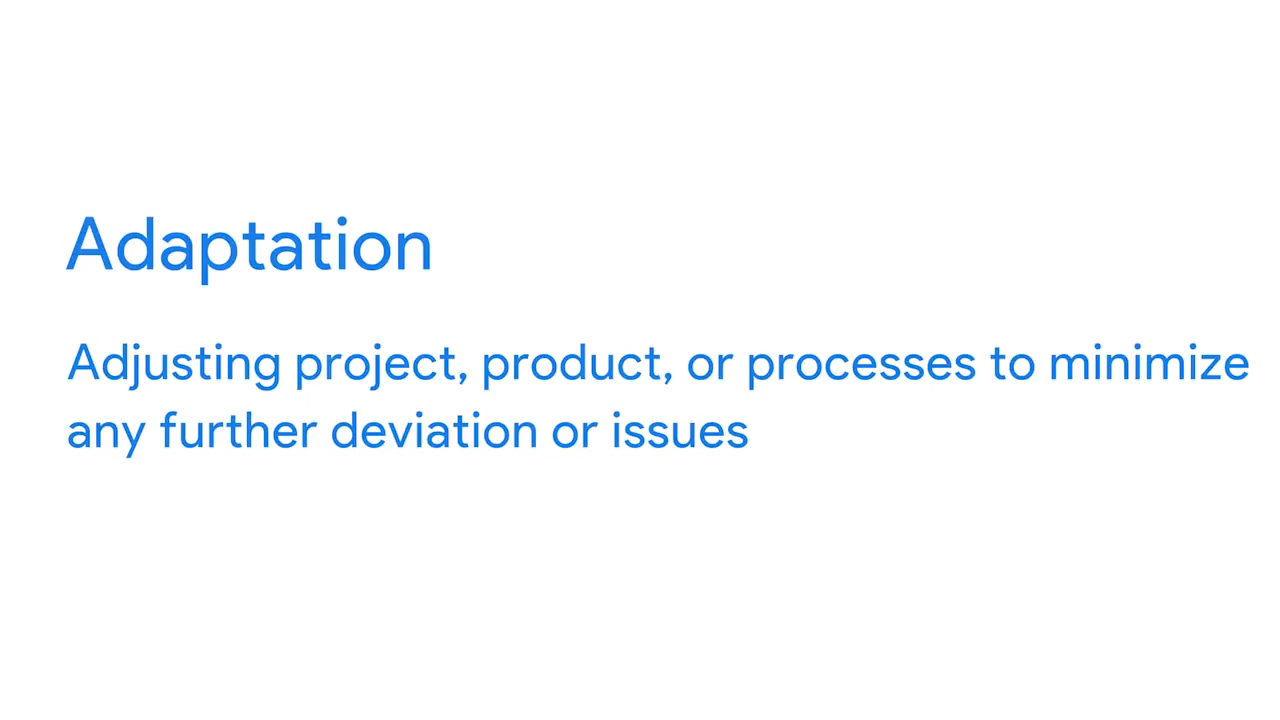 Adaptation
Adjusting project, product, or processes to minimize
any further deviation or issues